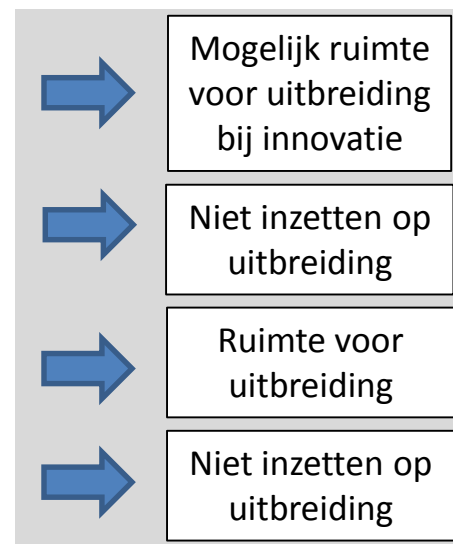 Mogelijk ruimte
voor uitbreiding
bij innovatie
Niet inzetten op
uitbreiding
Ruimte voor
uitbreiding
Niet inzetten op
uitbreiding